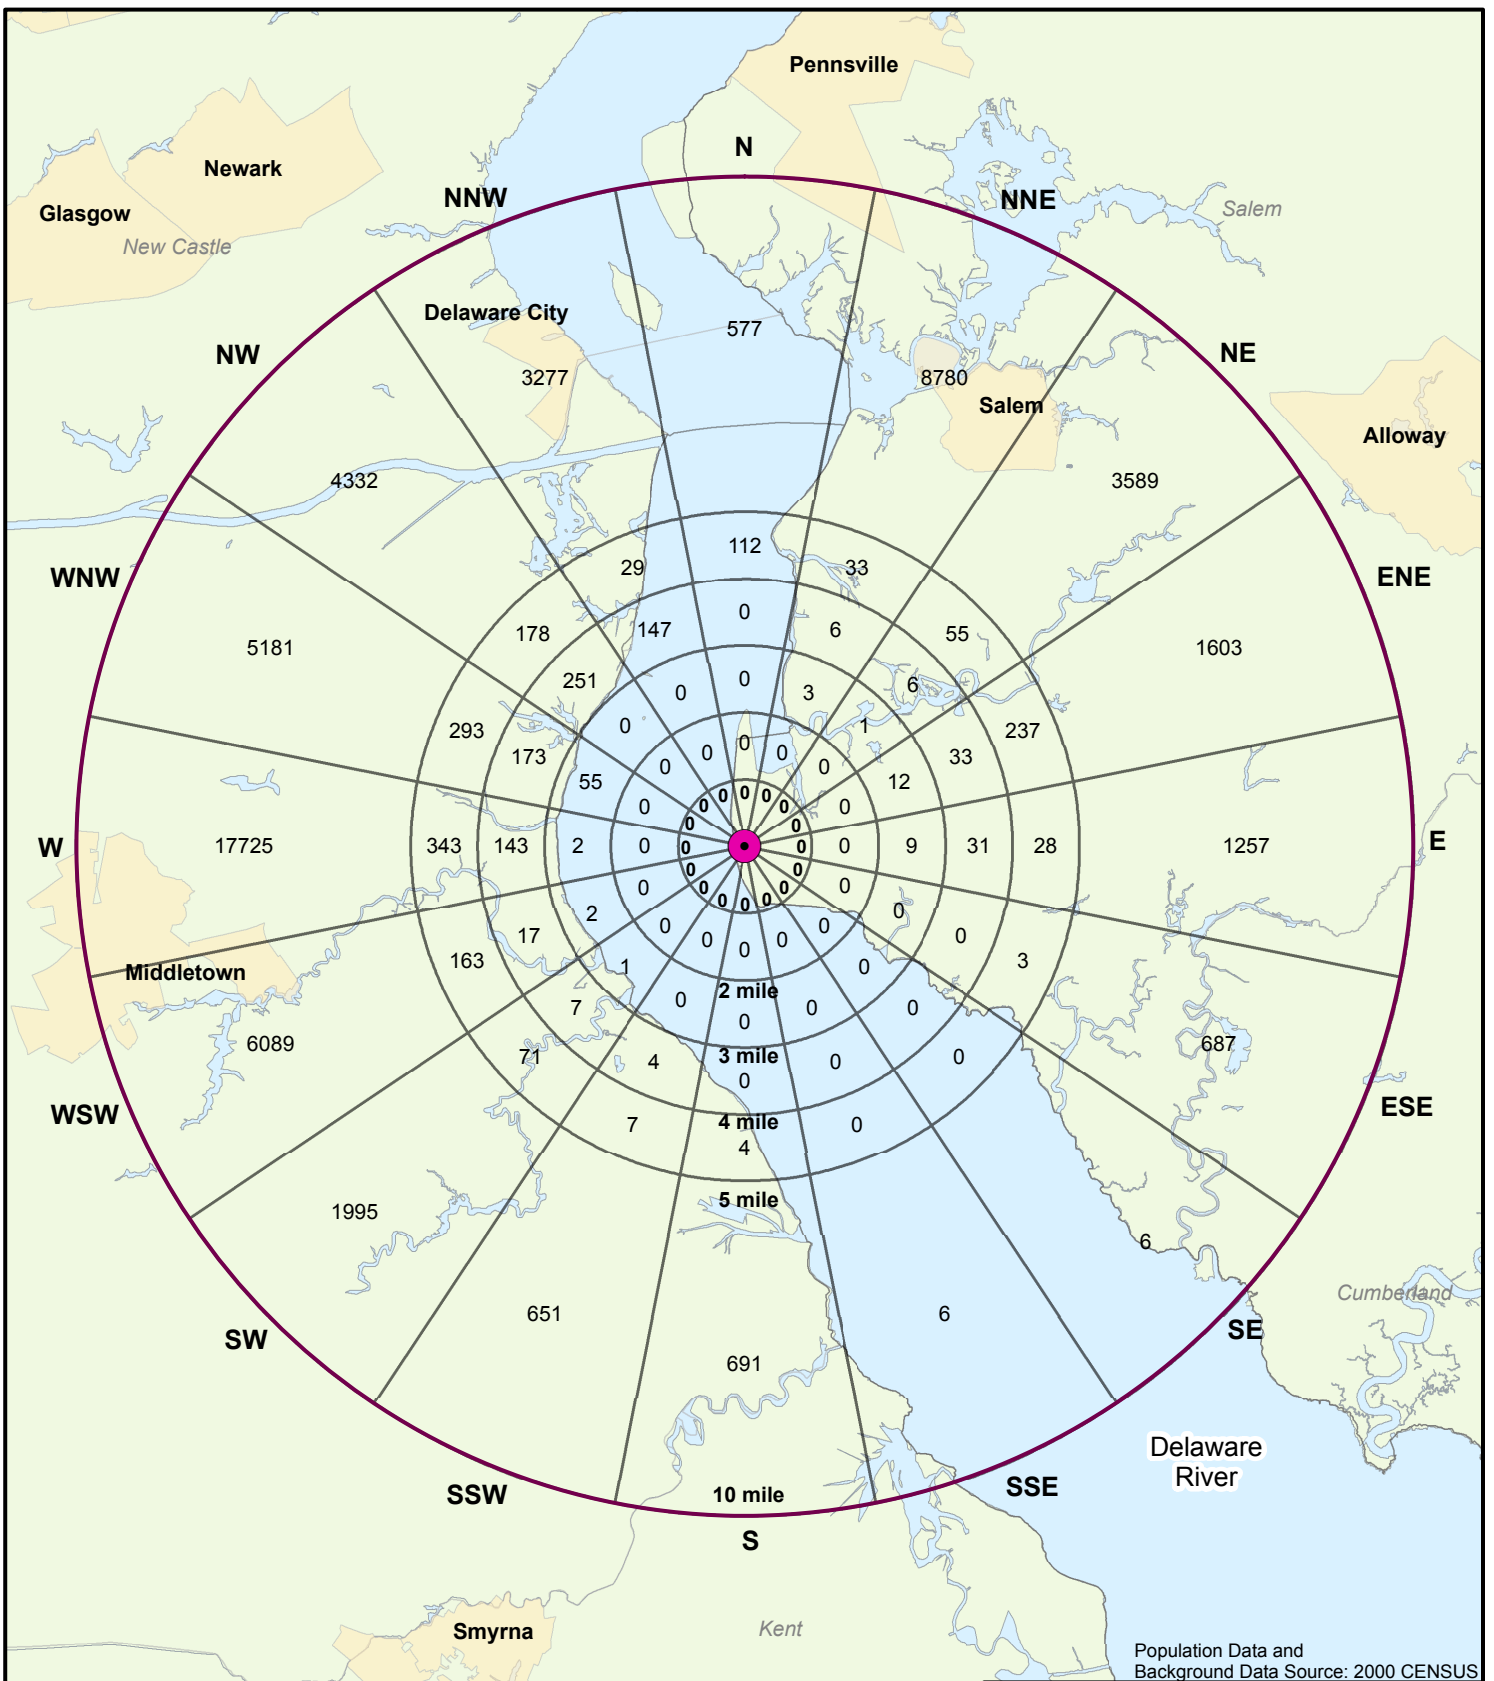 Pennsville
N
Newark
NNW
NNE
Glasgow
Salem
New Castle
Delaware City
577
NW
NE
3277
8780
Salem
Alloway
4332
3589
112
29
33
WNW
ENE
0
147
6
178
55
5181
1603
251
0
0
3
6
293
0
1
237
173
0
0
0
0
0
33
55
12
0
0
0
0
0
0
0
0
0
0
W
17725
343
143
2
0
0
0
0
9
31
28
1257
E
0
0
0
0
0
0
0
0
0
2
0
17
0
0
0
0
0
0
163
1
0
3
Middletown
2 mile
0
0
0
7
0
6089
71
4
3 mile
0
0
687
0
WSW
ESE
7
4 mile
0
4
5 mile
1995
6
Cumberland
651
6
SW
SE
691
Delaware
River
SSW
10 mile
SSE
S
Smyrna
Kent
Population Data and
Background Data Source: 2000 CENSUS